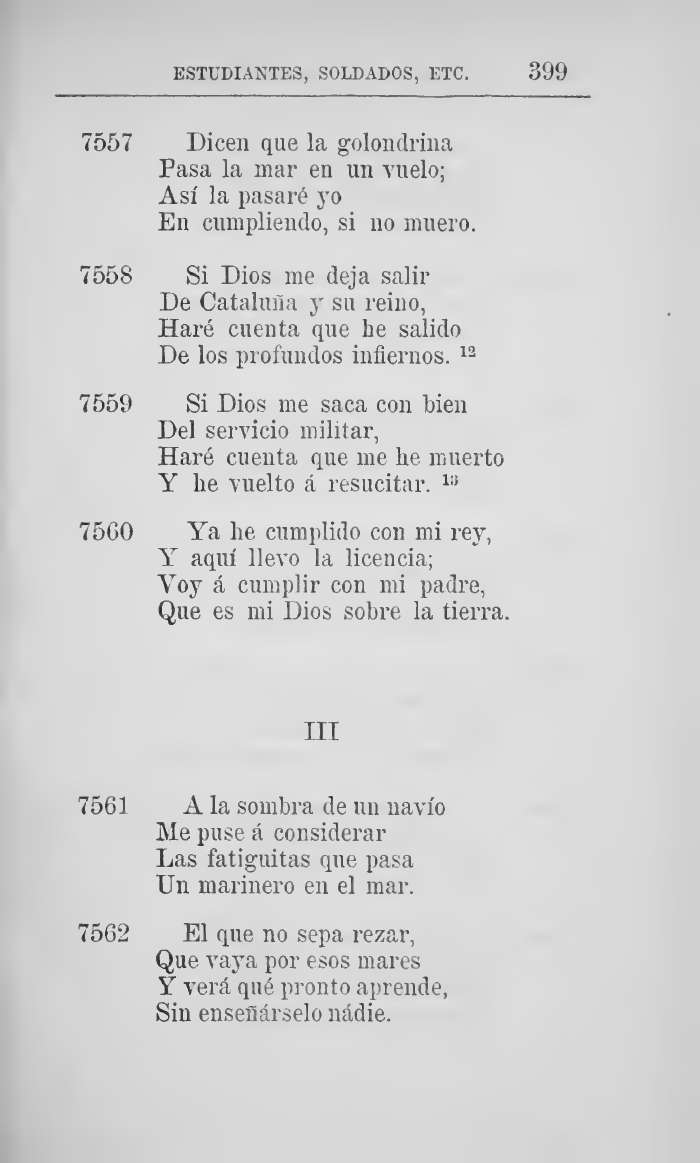 ESTUDIANTES, SOLDADOS, ETC. 399
7557 Dicen que la golondrina
Pasa la mar en un vuelo;
Así la pasaré yo
En cumpliendo, si no muero.
7558 Si Dios me deja salir
De Cataluña y su reino,
Haré cuenta que he salido
De los profundos infiernos. 12
7559 Si Dios me saca con bien
Del servicio militar,
Haré cuenta que me he muerto
Y he vuelto á resucitar. 13
7560 Ya he cumplido con mi rey,
Y aquí llevo la licencia;
Voy á cumplir con mi padre,
Que es mi Dios sobre la tierra.
III
7561 A la sombra de un navío
Me puse á considerar
Las fatiguitas que pasa
Un marinero en el mar.
7562 El que no sepa rezar,
Que vaya por esos mares
Y verá qué pronto aprende,
Sin enseñárselo nádie.